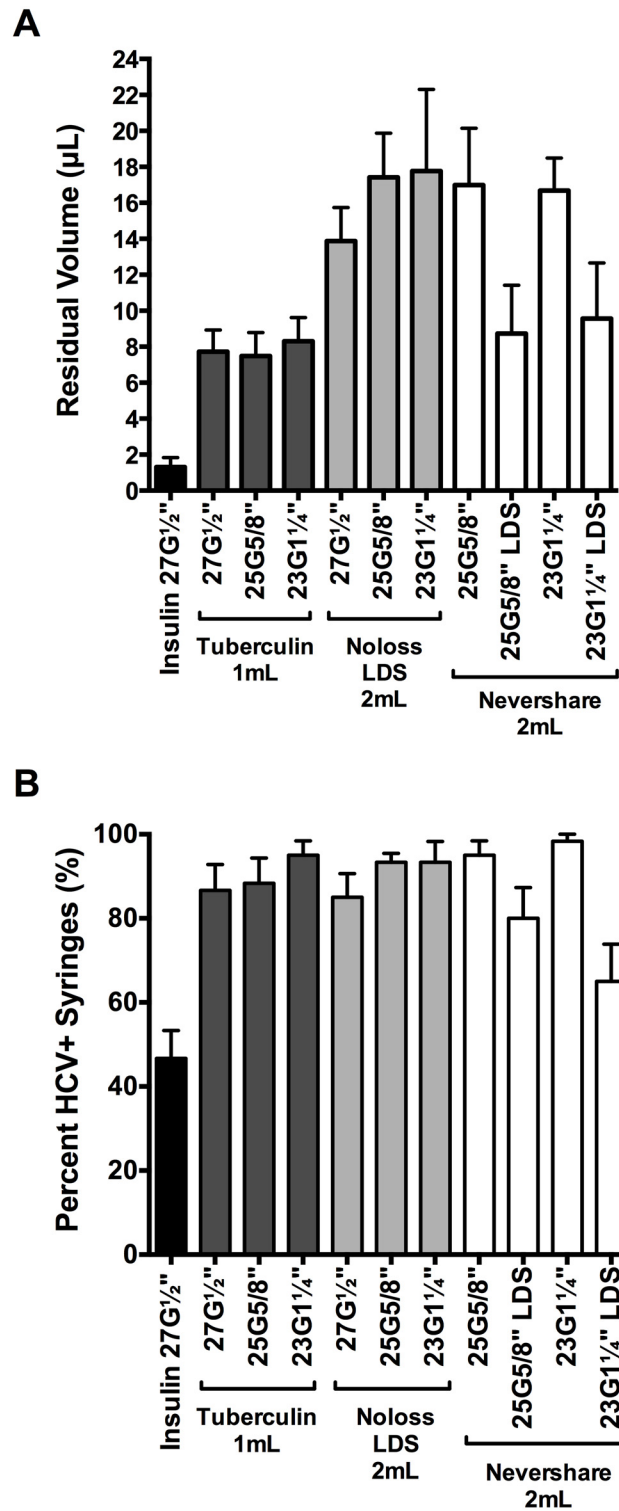 A
Residual Volume (µL)
24
22
20
18
16
14
12
10
8
6
4
2
0
Insulin 27G½"
27G½"
25G5/8"
23G1¼"
27G½"
25G5/8"
23G1¼"
25G5/8"
25G5/8" LDS
23G1¼"
23G1¼" LDS
Tuberculin
1mL
Noloss
LDS
2mL
Nevershare
2mL
B
Percent HCV+ Syringes (%)
100
80
60
40
20
0
Insulin 27G½"
27G½"
25G5/8"
23G1¼"
27G½"
25G5/8"
23G1¼"
25G5/8"
25G5/8" LDS
23G1¼"
23G1¼" LDS
Tuberculin
1mL
Noloss
LDS
2mL
Nevershare
2mL